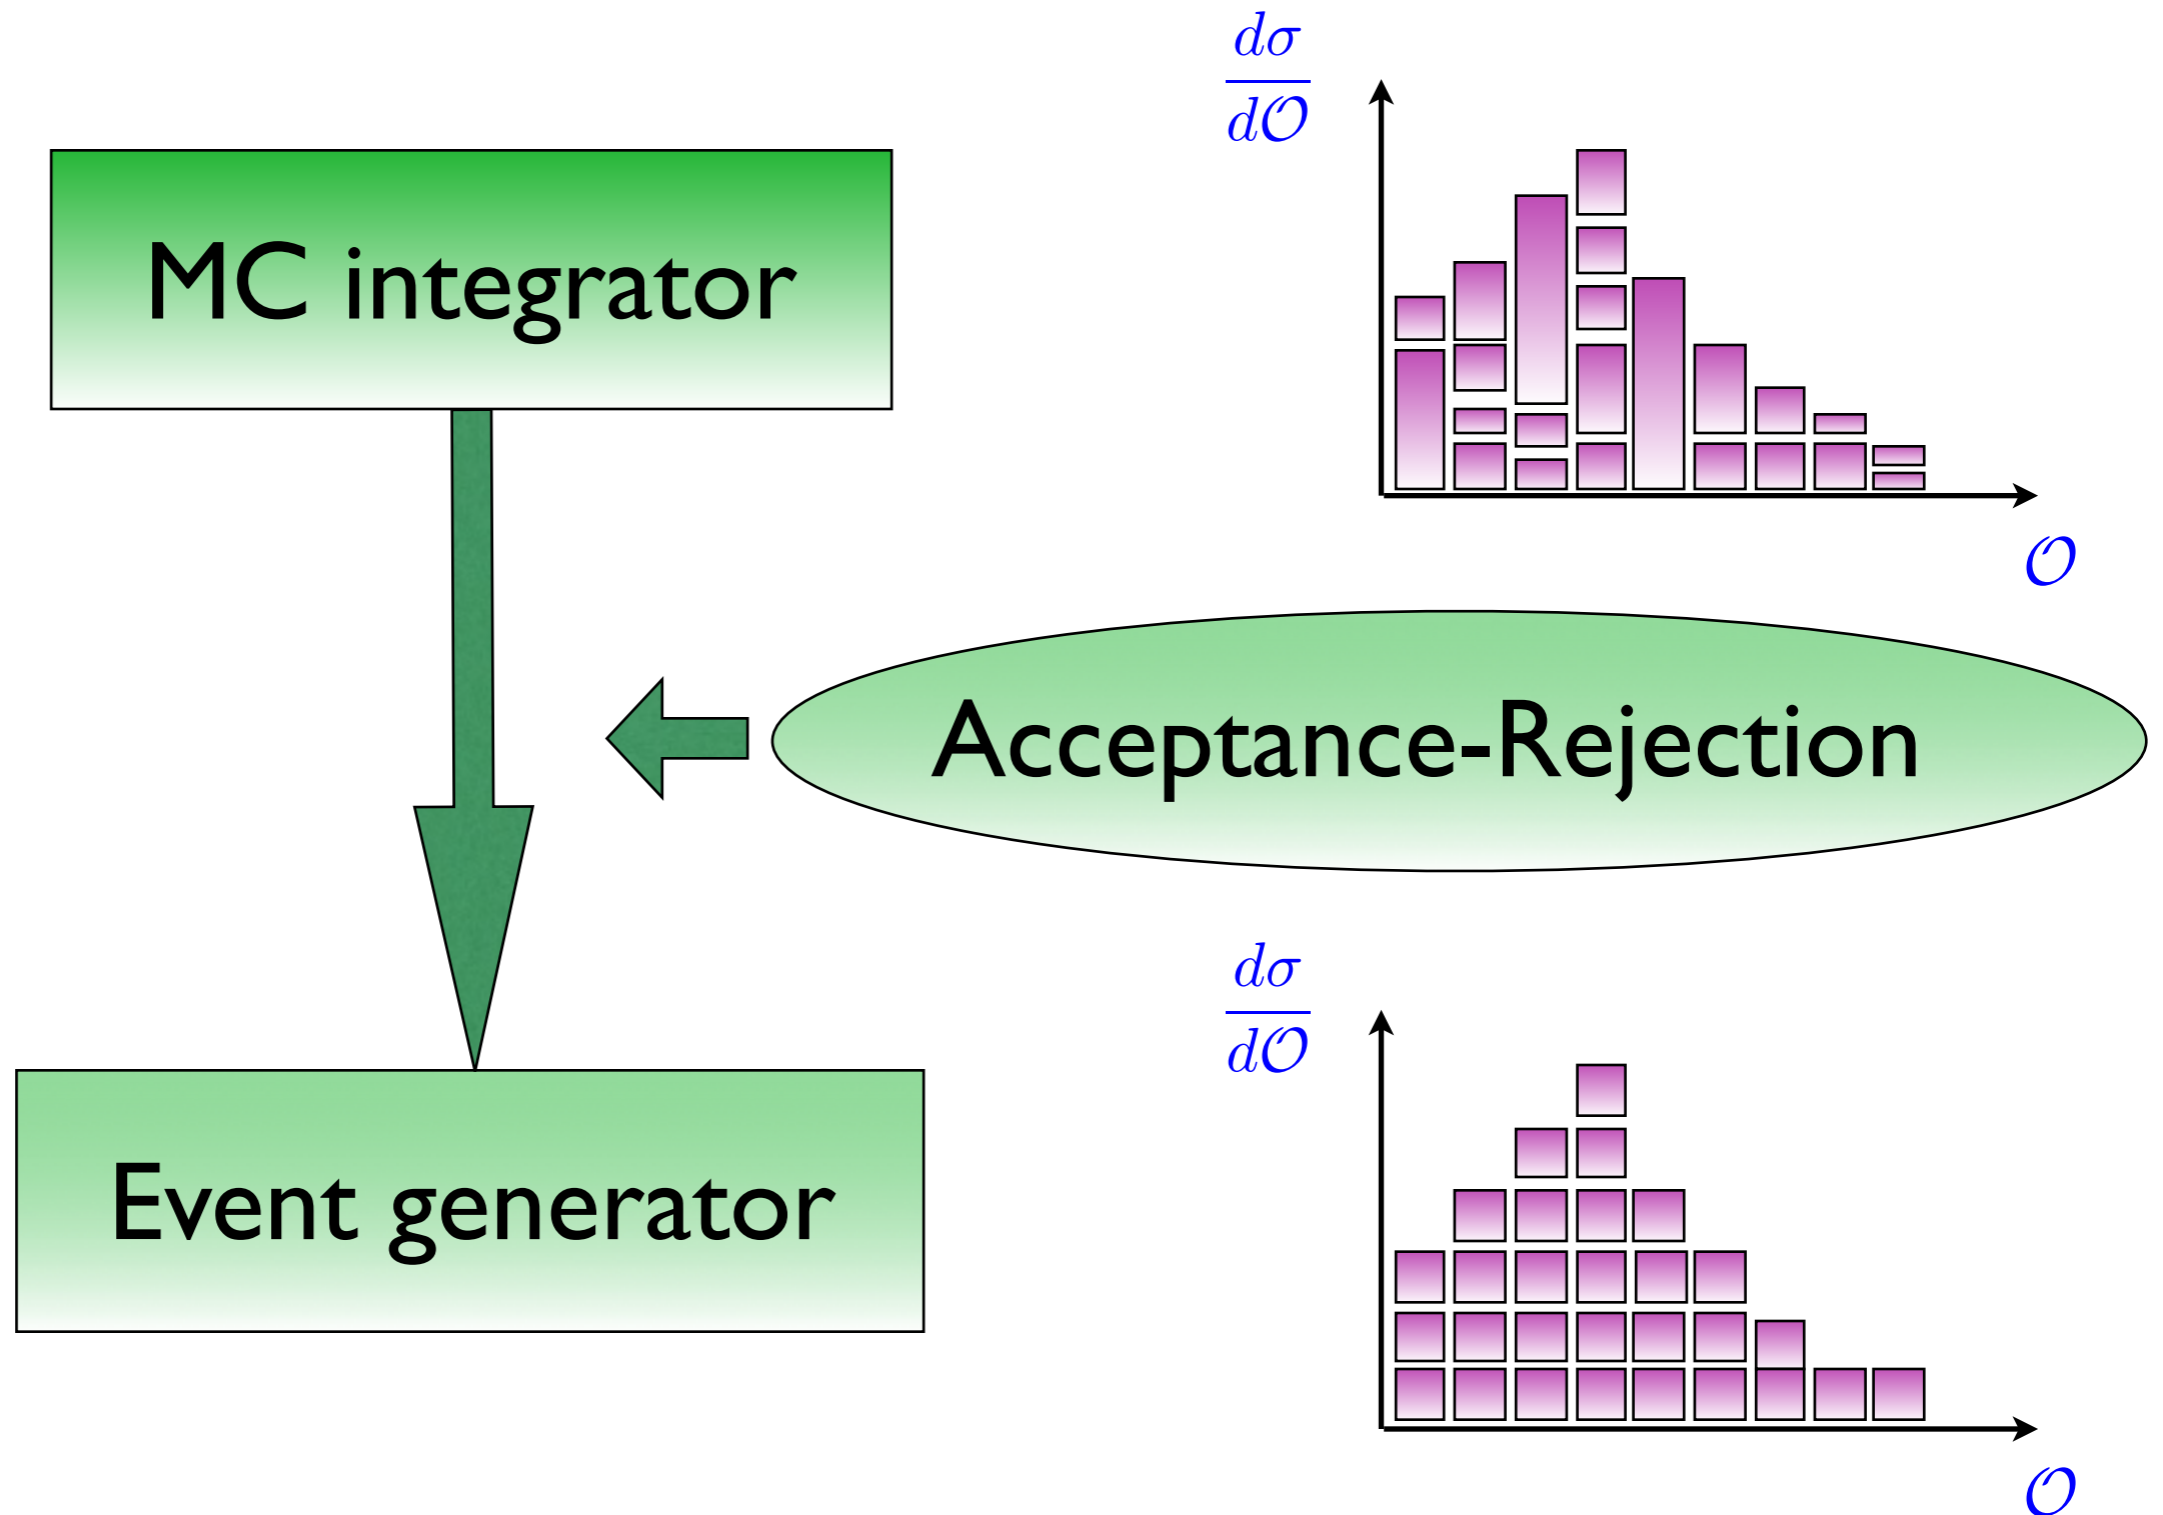 dσ
d𝒪
MC integrator
𝒪
Acceptance-Rejection
dσ
d𝒪
Event generator
𝒪